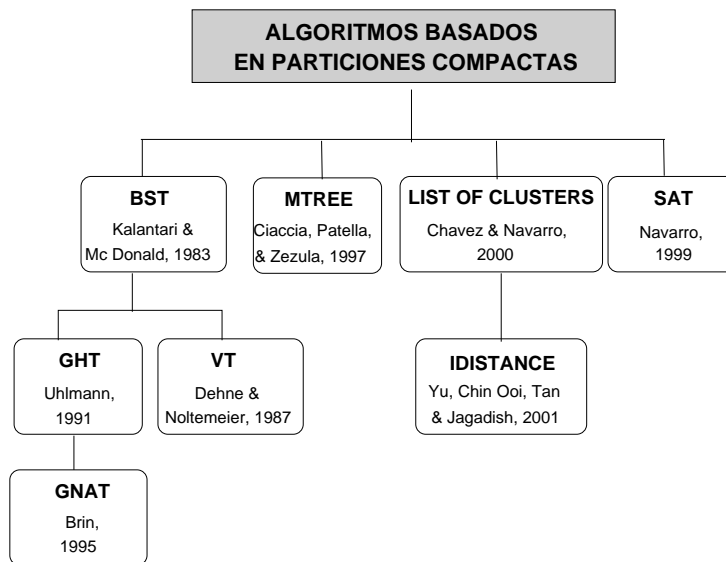 ALGORITMOS BASADOS
EN PARTICIONES COMPACTAS
BST
Kalantari &
Mc Donald, 1983
MTREE
Ciaccia, Patella,
& Zezula, 1997
LIST OF CLUSTERS
Chavez & Navarro,
2000
SAT
Navarro,
1999
GHT
Uhlmann,
1991
VT
Dehne &
Noltemeier, 1987
IDISTANCE
Yu, Chin Ooi, Tan
& Jagadish, 2001
GNAT
Brin,
1995